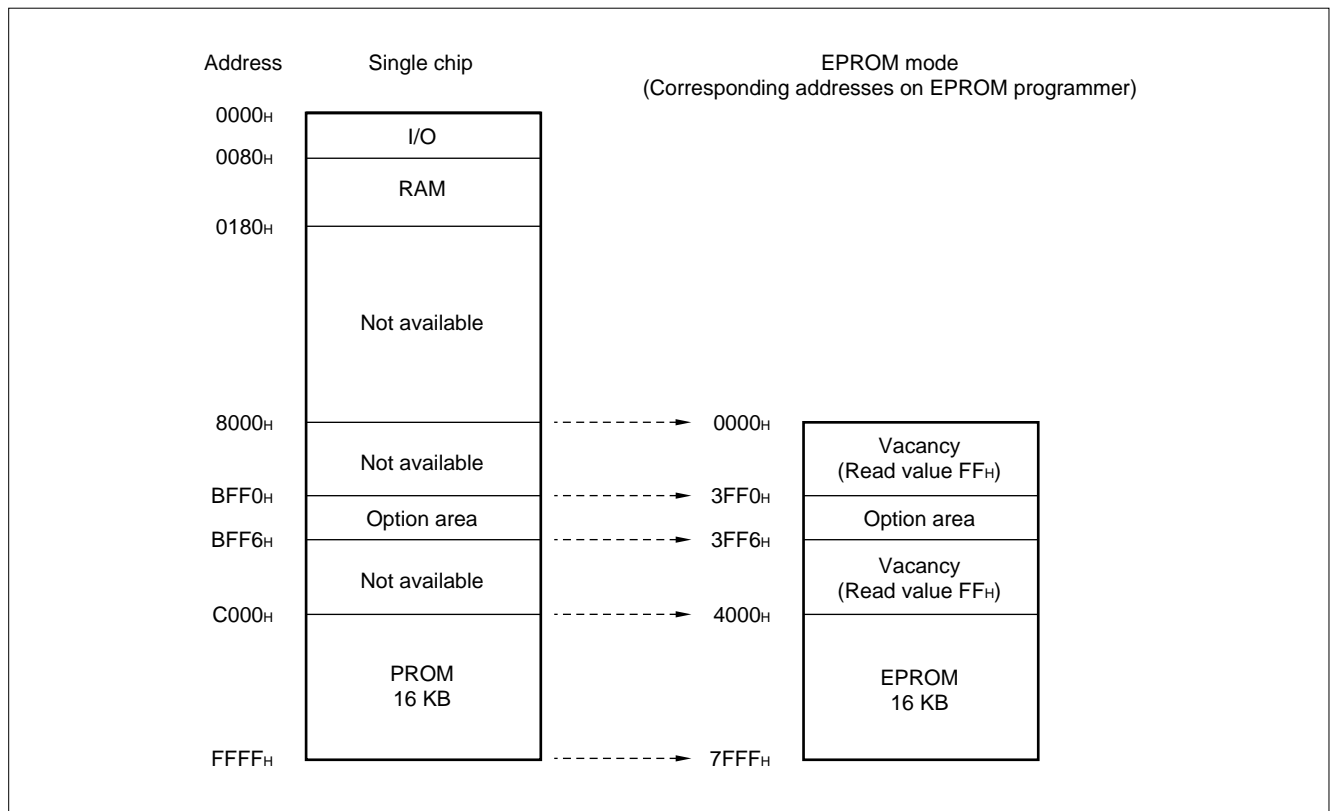 Address Single chip EPROM mode
(Corresponding addresses on EPROM programmer)
0000H
I/O
0080H
RAM
0180H
Not available
8000H 0000H
Not available
Vacancy
(Read value FFH)
BFF0H 3FF0H
Option area Option area
BFF6H 3FF6H
Not available
Vacancy
(Read value FFH)
C000H 4000H
PROM
16 KB
EPROM
16 KB
FFFFH 7FFFH